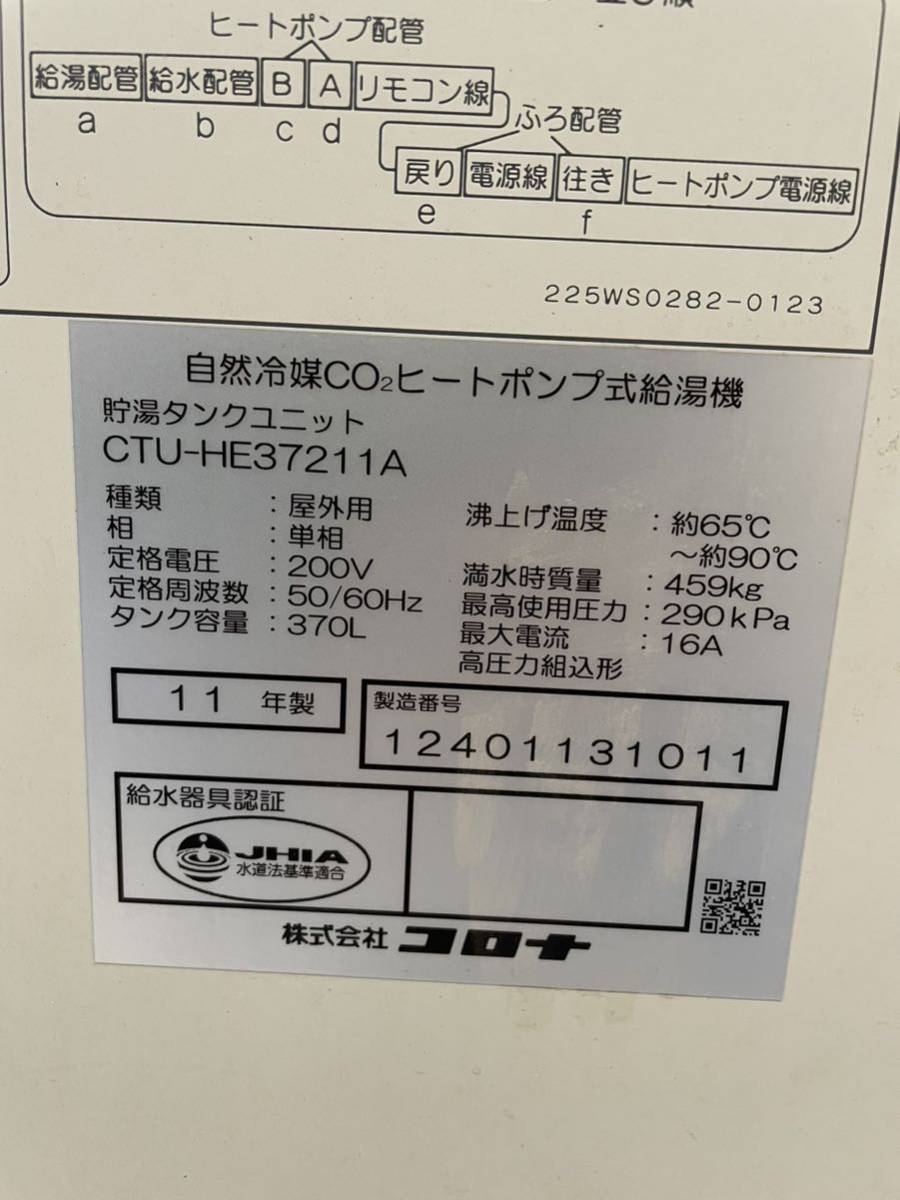 ヒートポンプ配管
給湯配管 給水配管 B A リモコン線
a b c d
ふろ配管
戻り 電源線 往き ヒートポンプ電源線
e f
225WS0282-0123
自然冷媒CO₂ヒートポンプ式給湯機
貯湯タンクユニット
CTU-HE37211A
種類 : 屋外用
相 : 単相
定格電圧 : 200V
定格周波数 : 50/60Hz
タンク容量 : 370L
沸上げ温度 : 約65℃
～約90℃
満水時質量 : 459kg
最高使用圧力 : 290kPa
最大電流 : 16A
高圧力組込形
11 年製
製造番号
12401131011
給水器具認証
JHIA
水道法基準適合
株式会社 コロナ